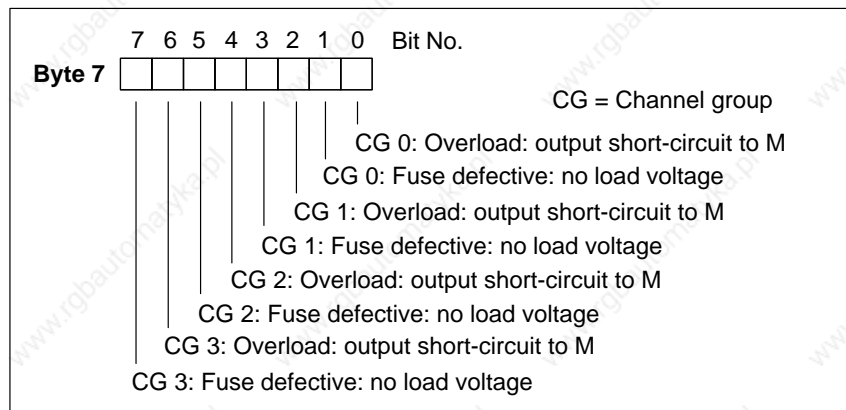 7 6 5 4 3 2 1 0 Bit No.
Byte 7
CG = Channel group
CG 0: Overload: output short-circuit to M
CG 0: Fuse defective: no load voltage
CG 1: Overload: output short-circuit to M
CG 1: Fuse defective: no load voltage
CG 2: Overload: output short-circuit to M
CG 2: Fuse defective: no load voltage
CG 3: Overload: output short-circuit to M
CG 3: Fuse defective: no load voltage
www.rgbautomatyka.pl